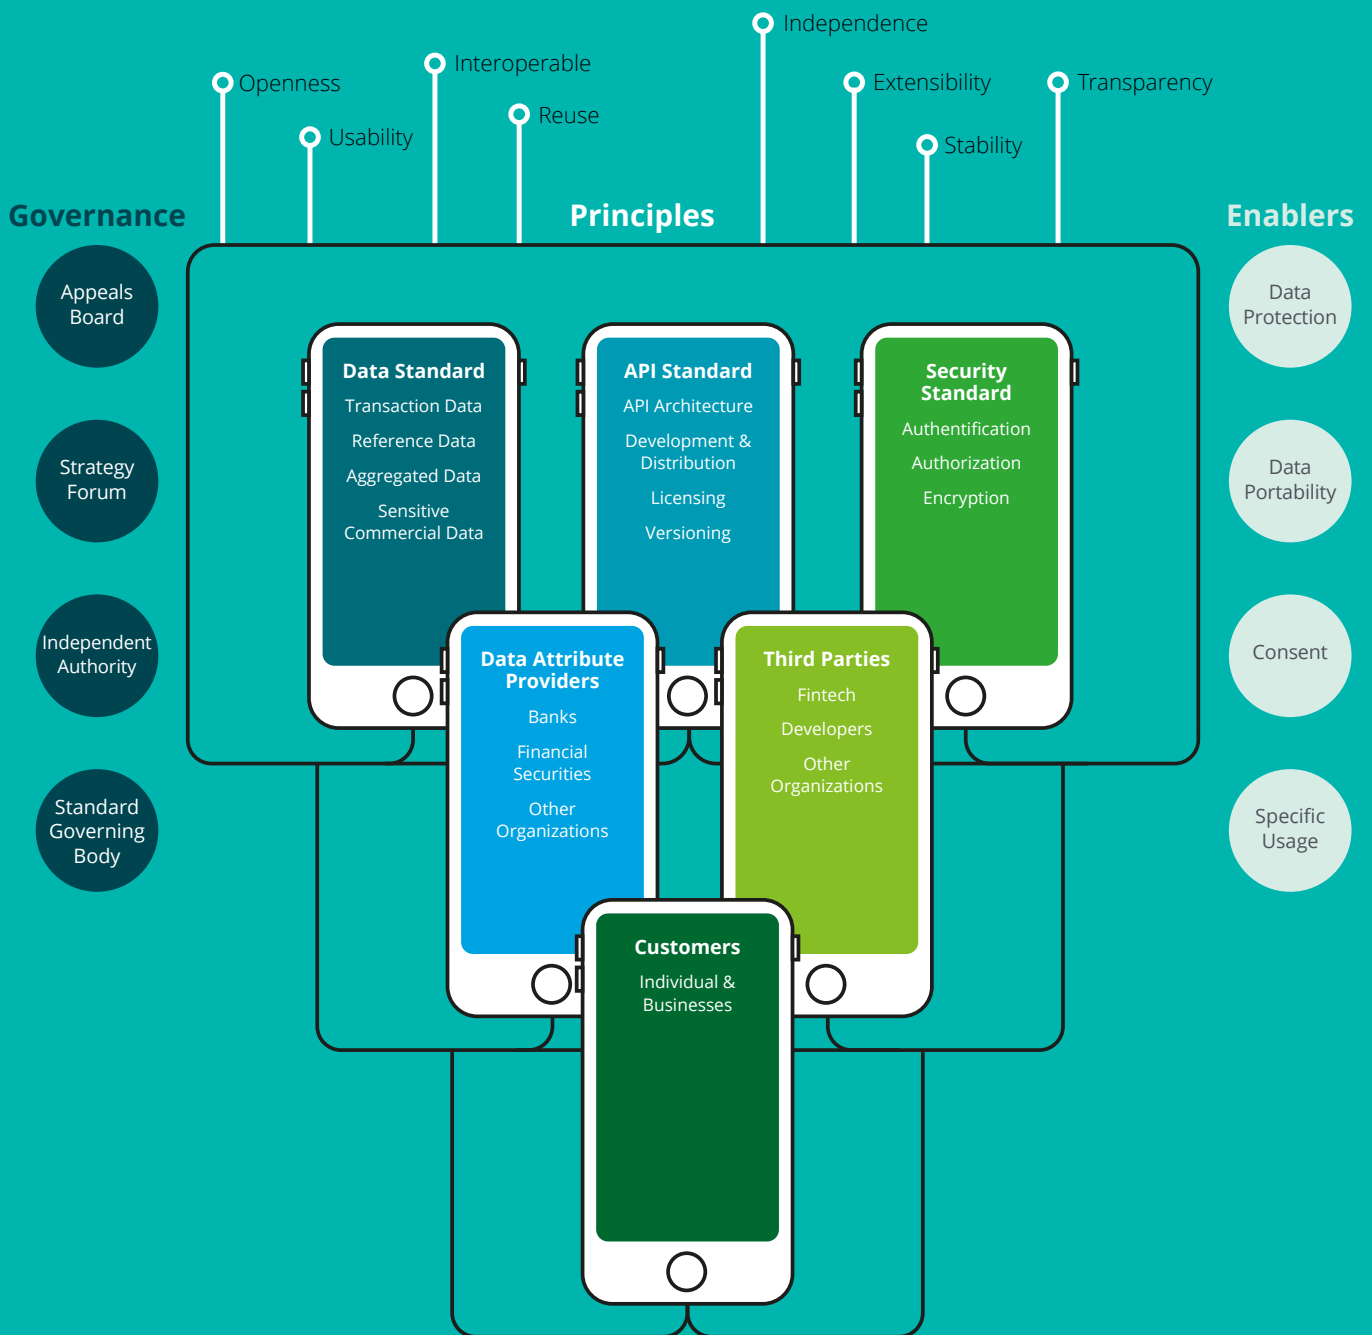 Independence
Interoperable
Openness
Extensibility
Transparency
Reuse
Usability
Stability
Governance
Principles
Enablers
Appeals
Board
Strategy
Forum
Independent
Authority
Standard
Governing
Body
Data Standard
Transaction Data
Reference Data
Aggregated Data
Sensitive
Commercial Data
API Standard
API Architecture
Development &
Distribution
Licensing
Versioning
Security
Standard
Authentification
Authorization
Encryption
Data Attribute
Providers
Banks
Financial
Securities
Other
Organizations
Third Parties
Fintech
Developers
Other
Organizations
Customers
Individual &
Businesses
Data
Protection
Data
Portability
Consent
Specific
Usage